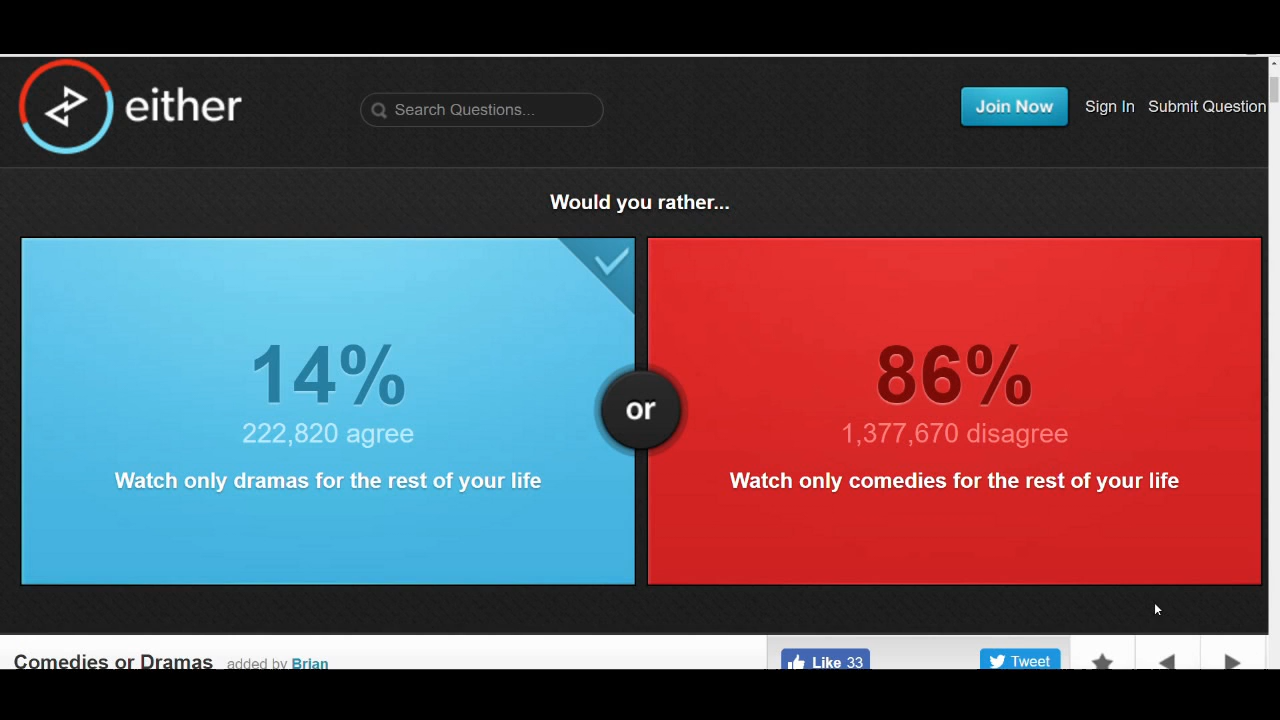 either
Search Questions...
Join Now
Sign In
Submit Question
Would you rather...
14%
222,820 agree
Watch only dramas for the rest of your life
or
86%
1,377,670 disagree
Watch only comedies for the rest of your life
Comedies or Dramas added by Brian
Like 33
Tweet